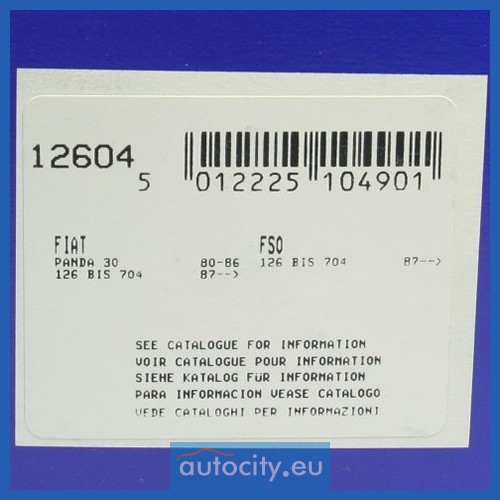 12604
5 012225 104901
FIAT FSO
PANDA 30 80-86 126 BIS 704 87-->
126 BIS 704 87-->
SEE CATALOGUE FOR INFORMATION
VOIR CATALOGUE POUR INFORMATION
SIEHE KATALOG FÜR INFORMATION
PARA INFORMACION VEASE CATALOGO
VEDE CATALOGHI PER INFORMAZIONI
autocity.eu